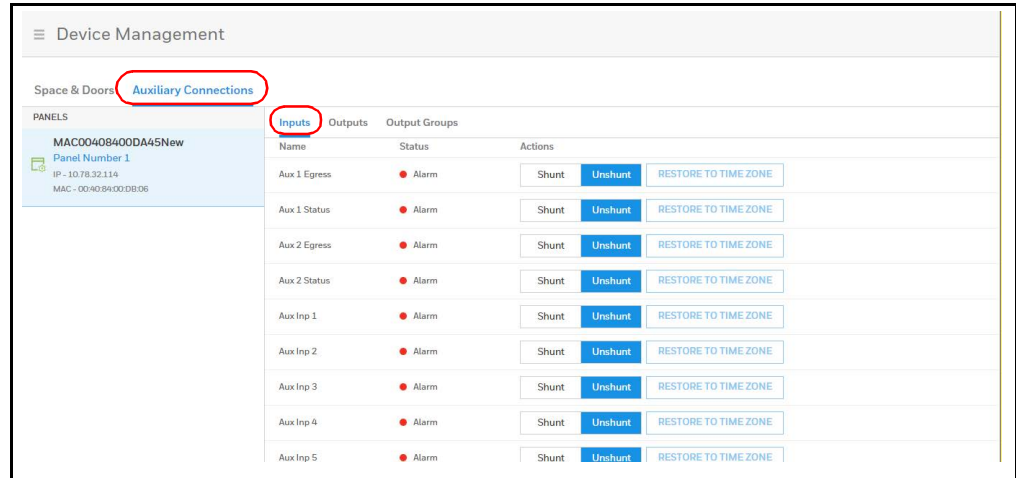 Device Management
Space & Doors Auxiliary Connections
PANELS
MAC00408400DA45New
Panel Number 1
IP - 10.78.32.114
MAC - 00:40:84:00:DB:06
Inputs Outputs Output Groups
Name Status Actions
Aux 1 Egress Alarm Shunt Unshunt RESTORE TO TIME ZONE
Aux 1 Status Alarm Shunt Unshunt RESTORE TO TIME ZONE
Aux 2 Egress Alarm Shunt Unshunt RESTORE TO TIME ZONE
Aux 2 Status Alarm Shunt Unshunt RESTORE TO TIME ZONE
Aux Inp 1 Alarm Shunt Unshunt RESTORE TO TIME ZONE
Aux Inp 2 Alarm Shunt Unshunt RESTORE TO TIME ZONE
Aux Inp 3 Alarm Shunt Unshunt RESTORE TO TIME ZONE
Aux Inp 4 Alarm Shunt Unshunt RESTORE TO TIME ZONE
Aux Inp 5 Alarm Shunt Unshunt RESTORE TO TIME ZONE